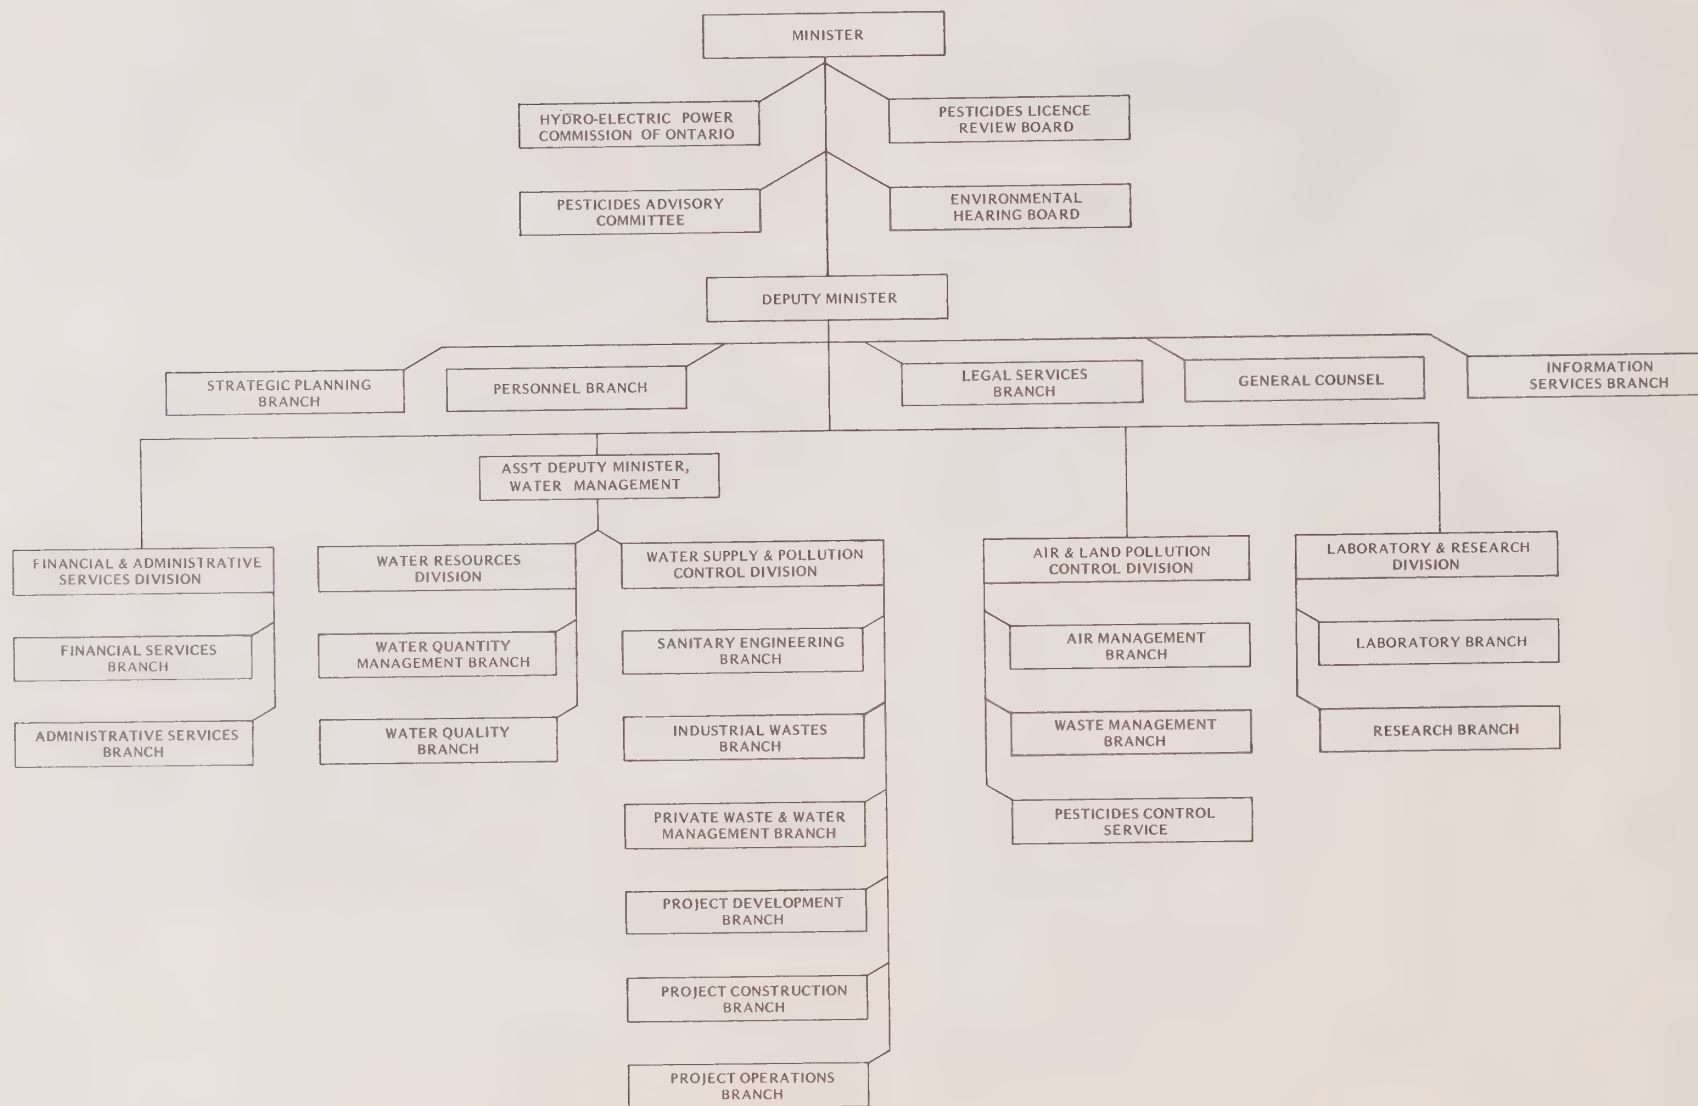 MINISTER
HYDRO-ELECTRIC POWER
COMMISSION OF ONTARIO
PESTICIDES LICENCE
REVIEW BOARD
PESTICIDES ADVISORY
COMMITTEE
ENVIRONMENTAL
HEARING BOARD
DEPUTY MINISTER
STRATEGIC PLANNING
BRANCH
PERSONNEL BRANCH
LEGAL SERVICES
BRANCH
GENERAL COUNSEL
INFORMATION
SERVICES BRANCH
ASS'T DEPUTY MINISTER,
WATER MANAGEMENT
FINANCIAL & ADMINISTRATIVE
SERVICES DIVISION
FINANCIAL SERVICES
BRANCH
ADMINISTRATIVE SERVICES
BRANCH
WATER RESOURCES
DIVISION
WATER QUANTITY
MANAGEMENT BRANCH
WATER QUALITY
BRANCH
WATER SUPPLY & POLLUTION
CONTROL DIVISION
SANITARY ENGINEERING
BRANCH
INDUSTRIAL WASTES
BRANCH
PRIVATE WASTE & WATER
MANAGEMENT BRANCH
PROJECT DEVELOPMENT
BRANCH
PROJECT CONSTRUCTION
BRANCH
PROJECT OPERATIONS
BRANCH
AIR & LAND POLLUTION
CONTROL DIVISION
AIR MANAGEMENT
BRANCH
WASTE MANAGEMENT
BRANCH
PESTICIDES CONTROL
SERVICE
LABORATORY & RESEARCH
DIVISION
LABORATORY BRANCH
RESEARCH BRANCH